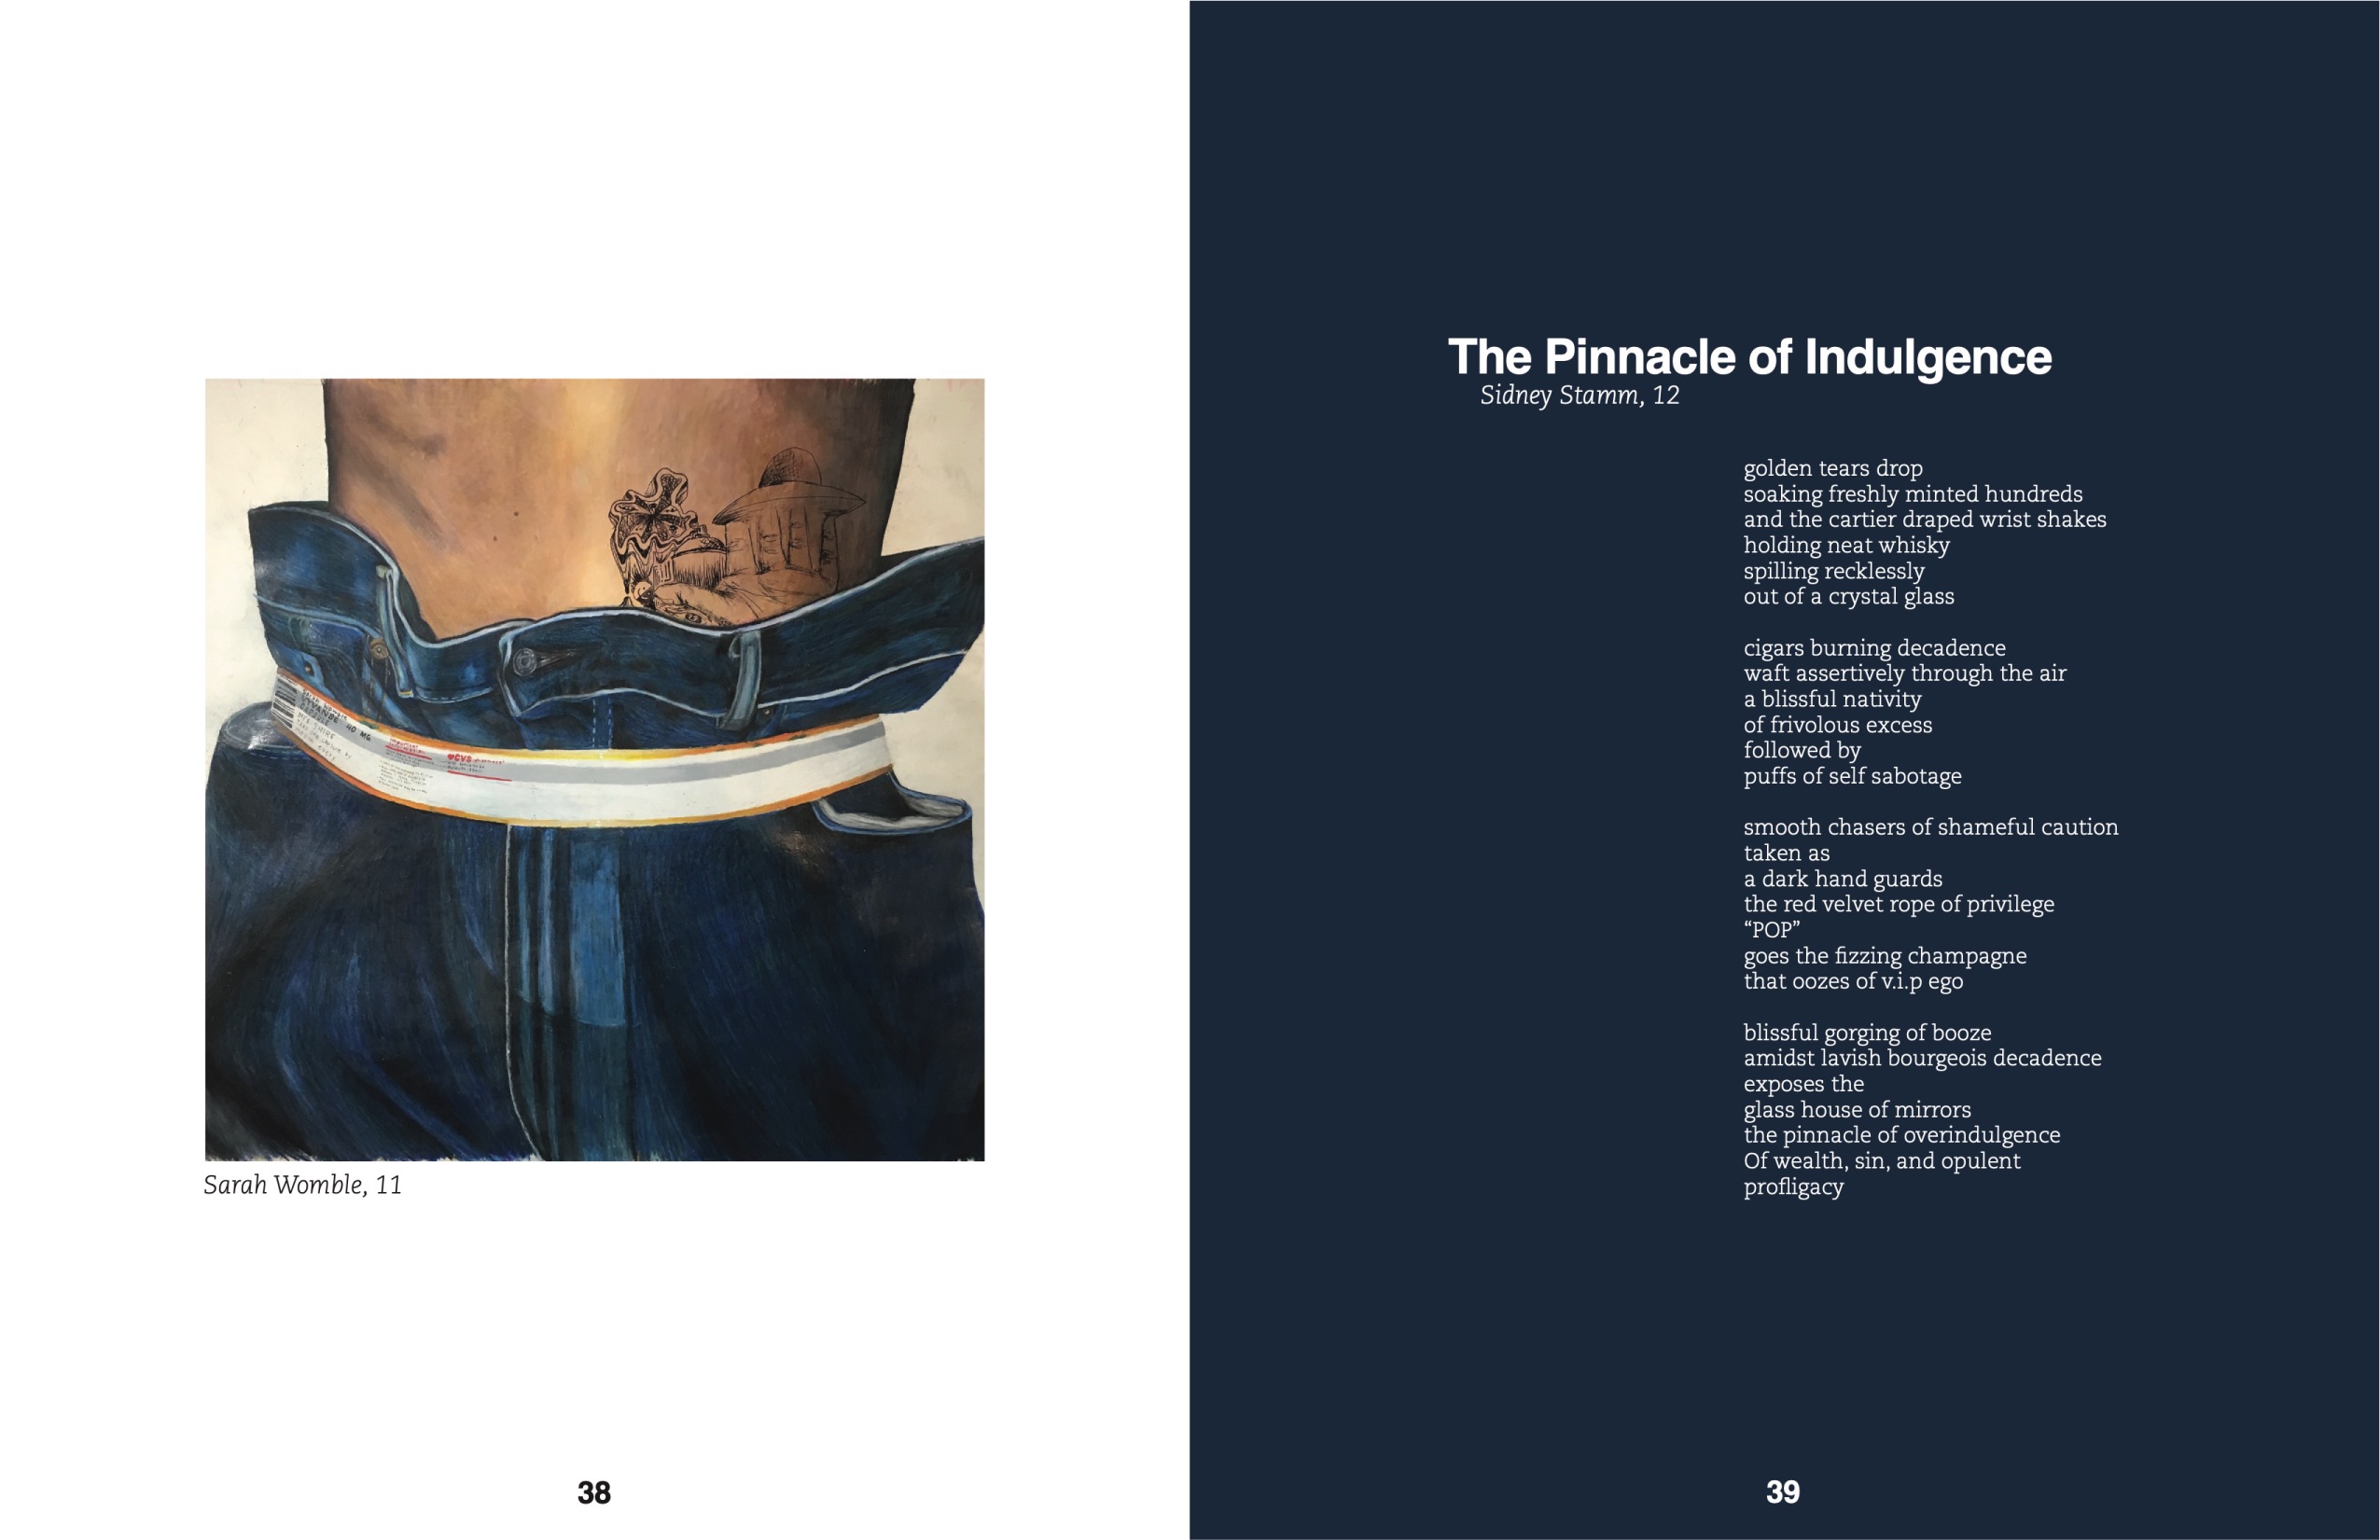 CVS
Sarah Womble, 11
38
The Pinnacle of Indulgence
Sidney Stamm, 12
golden tears drop
soaking freshly minted hundreds
and the cartier draped wrist shakes
holding neat whisky
spilling recklessly
out of a crystal glass
cigars burning decadence
waft assertively through the air
a blissful nativity
of frivolous excess
followed by
puffs of self sabotage
smooth chasers of shameful caution
taken as
a dark hand guards
the red velvet rope of privilege
“POP”
goes the fizzing champagne
that oozes of v.i.p ego
blissful gorging of booze
amidst lavish bourgeois decadence
exposes the
glass house of mirrors
the pinnacle of overindulgence
Of wealth, sin, and opulent
profligacy
39